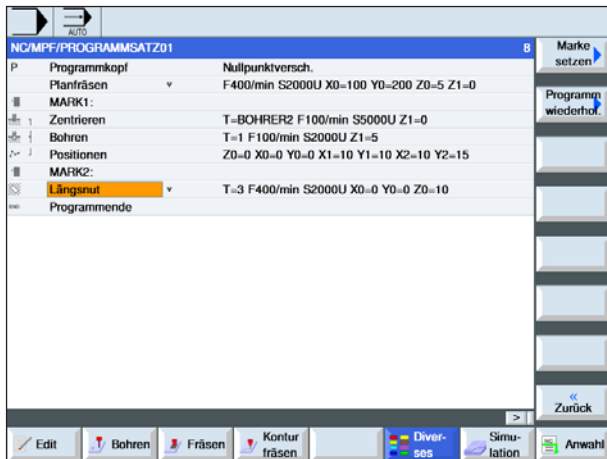 AUTO
NC/MPF/PROGRAMMSATZ01 8
P Programmkopf Nullpunktversch.
Planfräsen v F400/min S2000U X0=100 Y0=200 Z0=5 Z1=0
MARK1:
Zentrieren T=BOHRER2 F100/min S5000U Z1=0
Bohren T=1 F100/min S2000U Z1=5
Positionen Z0=0 X0=0 Y0=0 X1=10 Y1=10 X2=10 Y2=15
MARK2:
Längsnut v T=3 F400/min S2000U X0=0 Y0=0 Z0=10
END Programmende
>
Marke
setzen
Programm
wiederhol.
«
Zurück
Edit
Bohren
Fräsen
Kontur
fräsen
Diver-
ses
Simu-
lation
NC
Anwahl